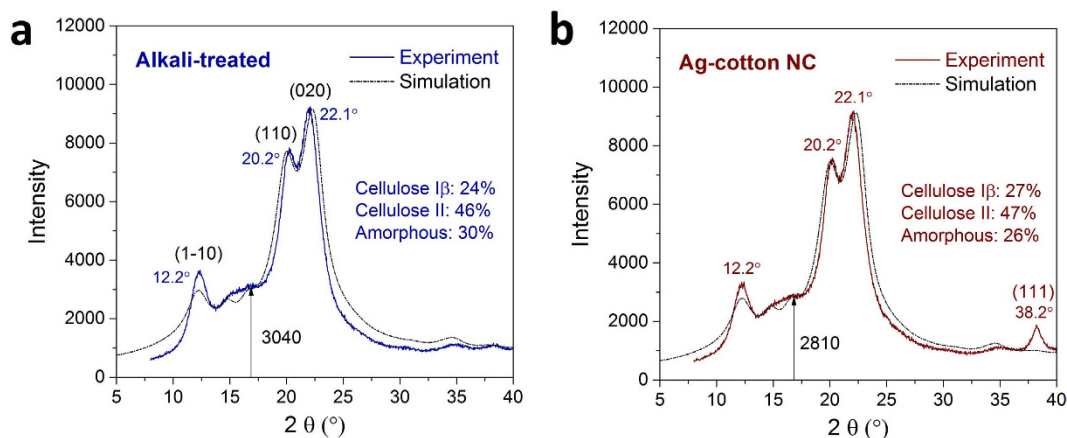 a
12000
10000
8000
6000
4000
2000
0
Intensity
Alkali-treated
Experiment
Simulation
(020)
22.1°
(110)
20.2°
Cellulose Iβ: 24%
Cellulose II: 46%
Amorphous: 30%
(1-10)
12.2°
3040
5 10 15 20 25 30 35 40
2 θ (°)
b
12000
10000
8000
6000
4000
2000
0
Intensity
Ag-cotton NC
Experiment
Simulation
22.1°
20.2°
Cellulose Iβ: 27%
Cellulose II: 47%
Amorphous: 26%
12.2°
(111)
38.2°
2810
5 10 15 20 25 30 35 40
2 θ (°)